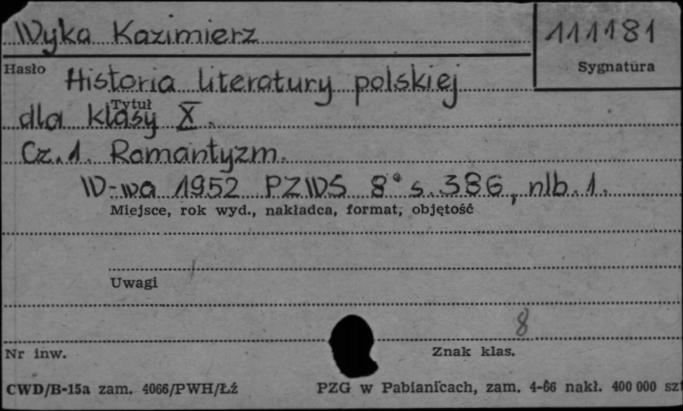 Wyka Kazimierz 111181
Hasło Sygnatura
Historia literatury polskiej
Tytuł
dla klasy X.
Cz. 1. Romantyzm.
W-wa 1952 PZWS 8° s. 386, nlb. 1.
Miejsce, rok wyd., nakładca, format, objętość
Uwagi
8
Nr inw. Znak klas.
CWD/B-15a zam. 4066/PWH/Łź PZG w Pabianicach, zam. 4-66 nakł. 400 000 szt